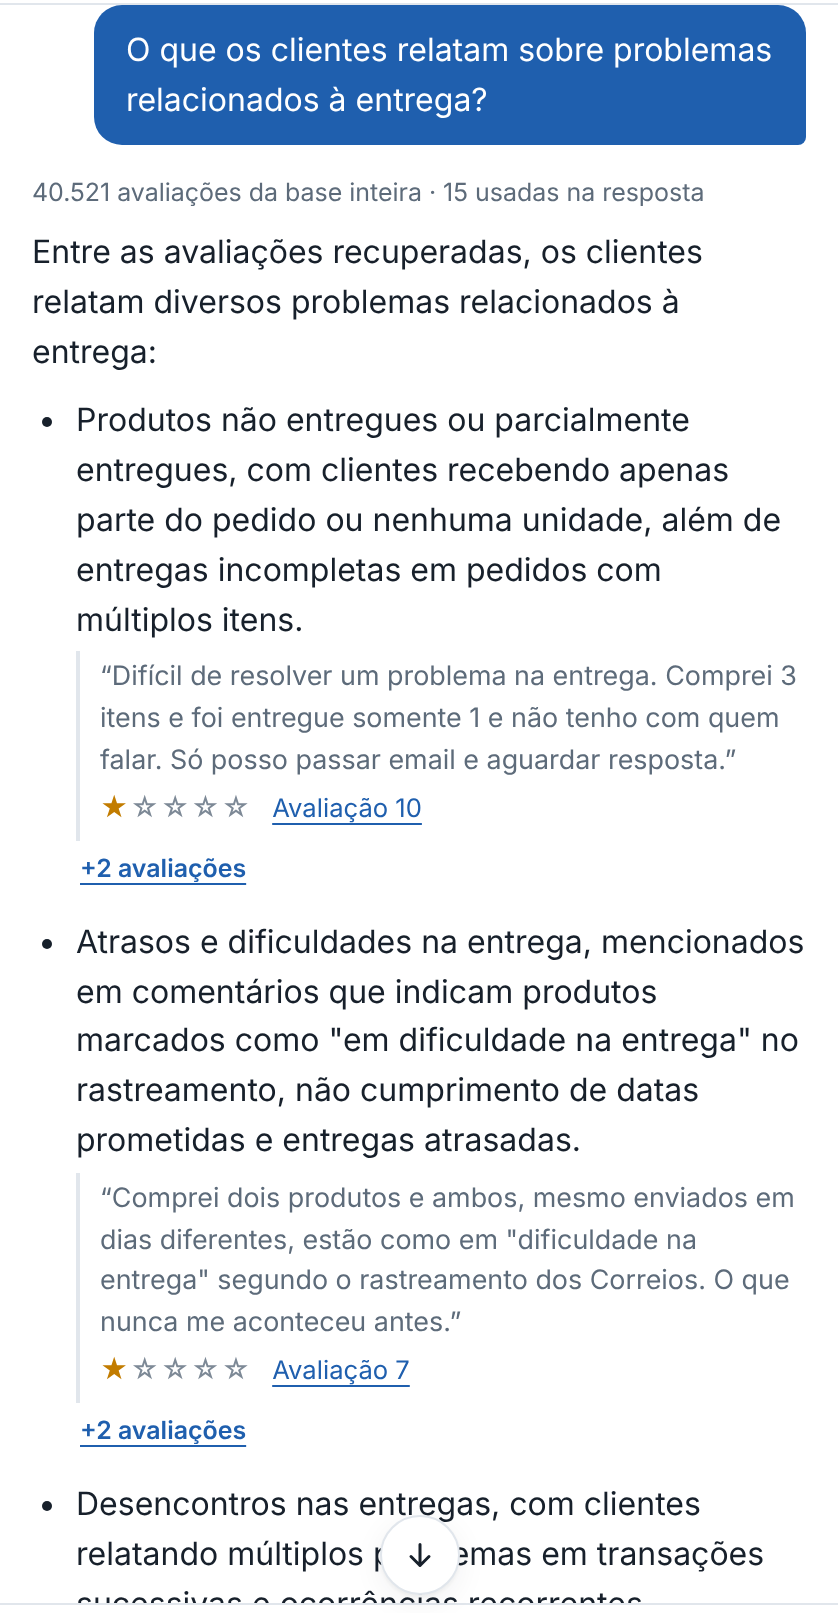 O que os clientes relatam sobre problemas
relacionados à entrega?
40.521 avaliações da base inteira · 15 usadas na resposta
Entre as avaliações recuperadas, os clientes
relatam diversos problemas relacionados à
entrega:
• Produtos não entregues ou parcialmente
entregues, com clientes recebendo apenas
parte do pedido ou nenhuma unidade, além de
entregas incompletas em pedidos com
múltiplos itens.
“Difícil de resolver um problema na entrega. Comprei 3
itens e foi entregue somente 1 e não tenho com quem
falar. Só posso passar email e aguardar resposta.”
★☆☆☆☆ Avaliação 10
+2 avaliações
• Atrasos e dificuldades na entrega, mencionados
em comentários que indicam produtos
marcados como "em dificuldade na entrega" no
rastreamento, não cumprimento de datas
prometidas e entregas atrasadas.
“Comprei dois produtos e ambos, mesmo enviados em
dias diferentes, estão como em "dificuldade na
entrega" segundo o rastreamento dos Correios. O que
nunca me aconteceu antes.”
★☆☆☆☆ Avaliação 7
+2 avaliações
• Desencontros nas entregas, com clientes
relatando múltiplos em transações
sucessivas e ocorrências recorrentes